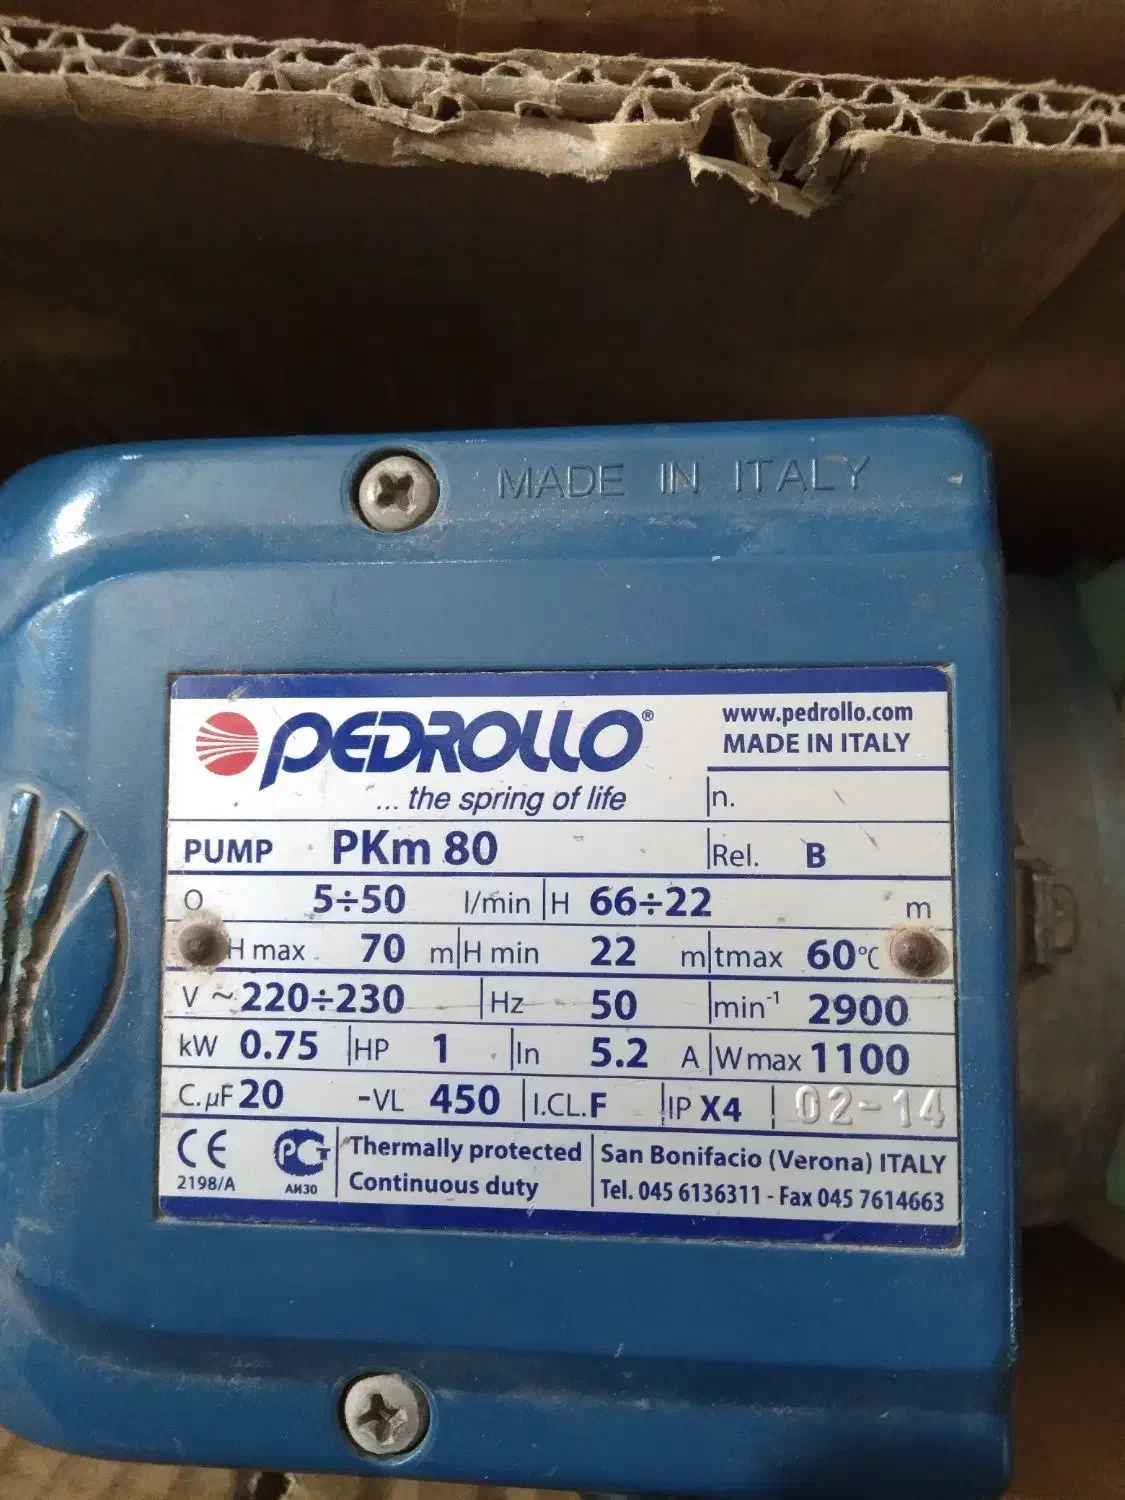 MADE IN ITALY
PEDROLLO®
... the spring of life
www.pedrollo.com
MADE IN ITALY
n.
PUMP PKm 80 Rel. B
Q 5÷50 l/min H 66÷22 m
H max 70 m H min 22 m tmax 60°C
V ~ 220÷230 Hz 50 min-1 2900
kW 0.75 HP 1 In 5.2 A W max 1100
C. µF 20 -VL 450 I.CL. F IP X4 02-14
CE PCT Thermally protected San Bonifacio (Verona) ITALY
2198/A АИ30 Continuous duty Tel. 045 6136311 - Fax 045 7614663